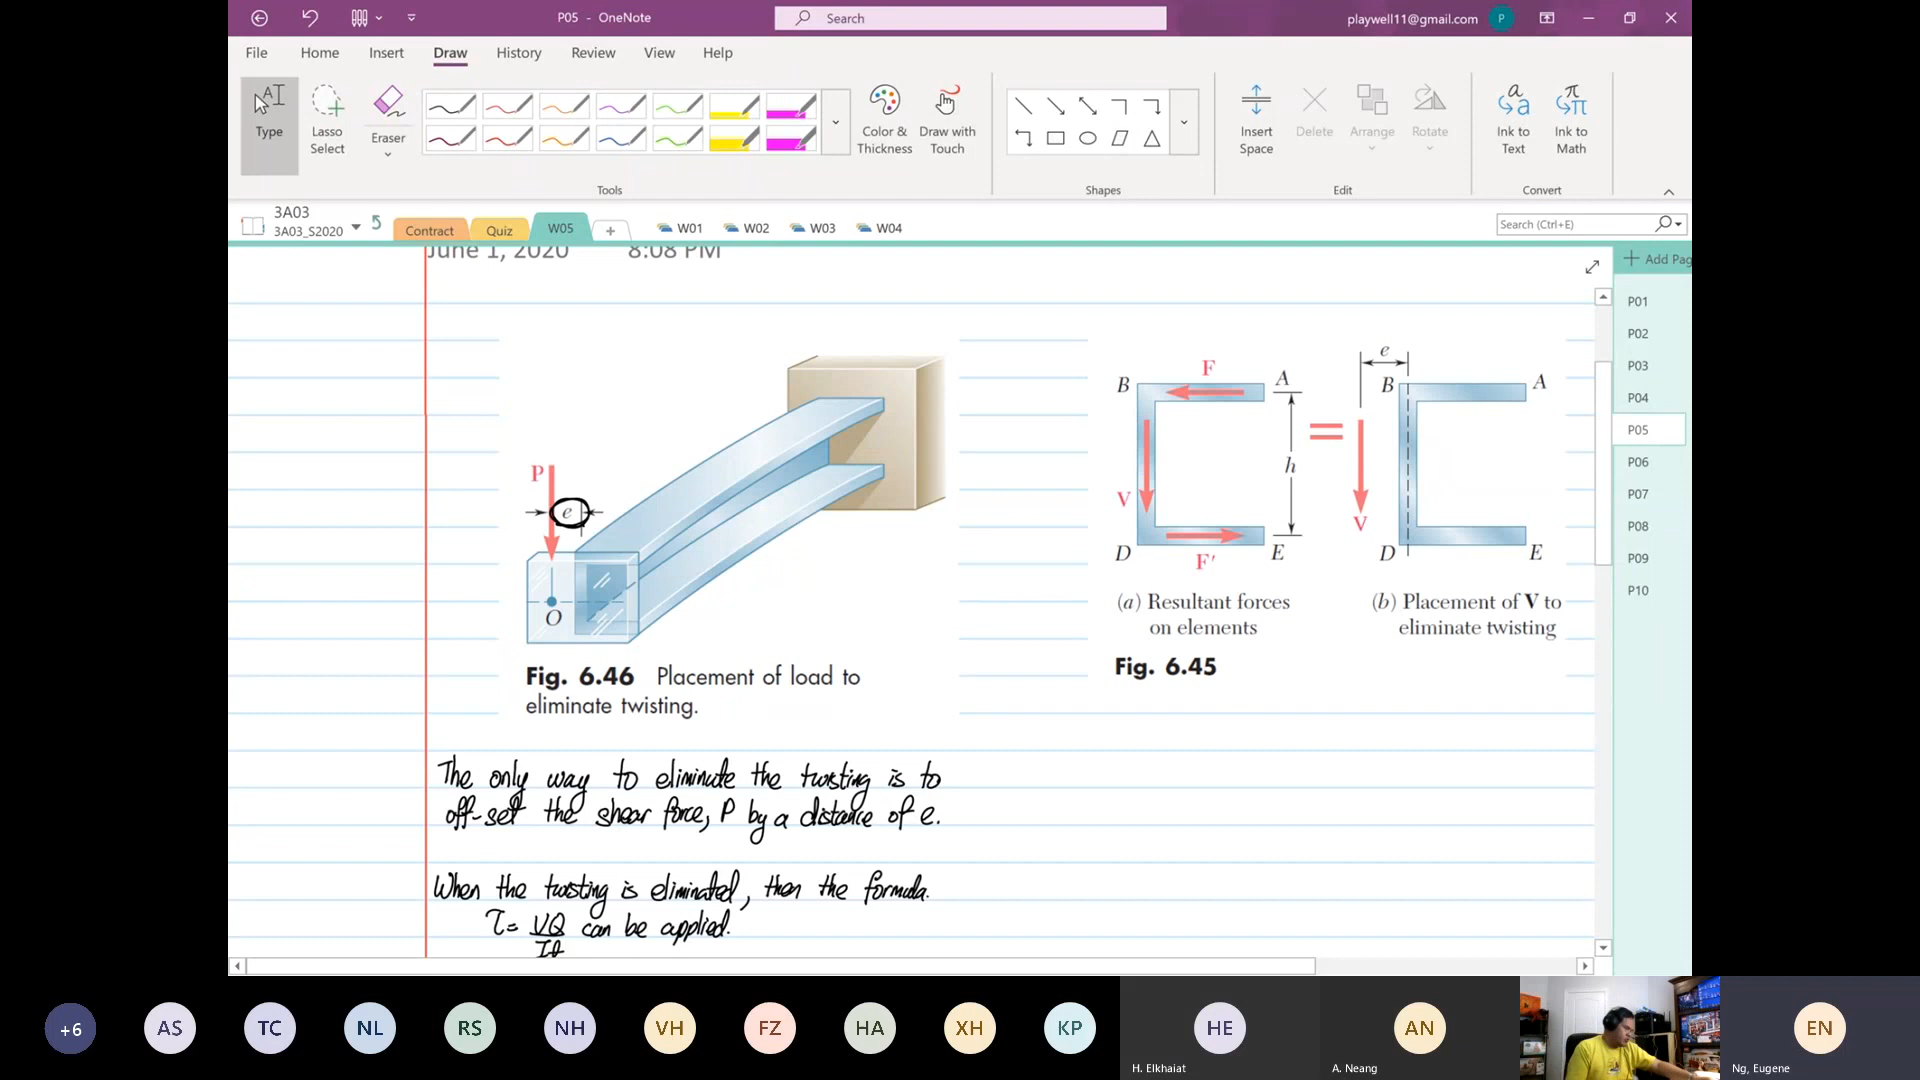 P05 - OneNote
Search
playwell11@gmail.com
P
File Home Insert Draw History Review View Help
Type
Lasso Select
Eraser
Color & Thickness
Draw with Touch
Insert Space
Delete
Arrange
Rotate
Ink to Text
Ink to Math
Tools
Shapes
Edit
Convert
3A03
3A03_S2020
Contract
Quiz
W05
+
W01
W02
W03
W04
Search (Ctrl+E)
June 1, 2020 8:08 PM
Add Pag
P01
P02
P03
P04
P05
P06
P07
P08
P09
P10
P
e
O
Fig. 6.46 Placement of load to
eliminate twisting.
B
F
A
h
V
D
F′
E
=
e
B
A
V
D
E
(a) Resultant forces
on elements
(b) Placement of V to
eliminate twisting
Fig. 6.45
The only way to eliminate the twisting is to
off-set the shear force, P by a distance of e.
When the twisting is eliminated, then the formula.
τ = VQ/It can be applied.
+6
AS
TC
NL
RS
NH
VH
FZ
HA
XH
KP
HE
H. Elkhaiat
AN
A. Neang
EN
Ng, Eugene